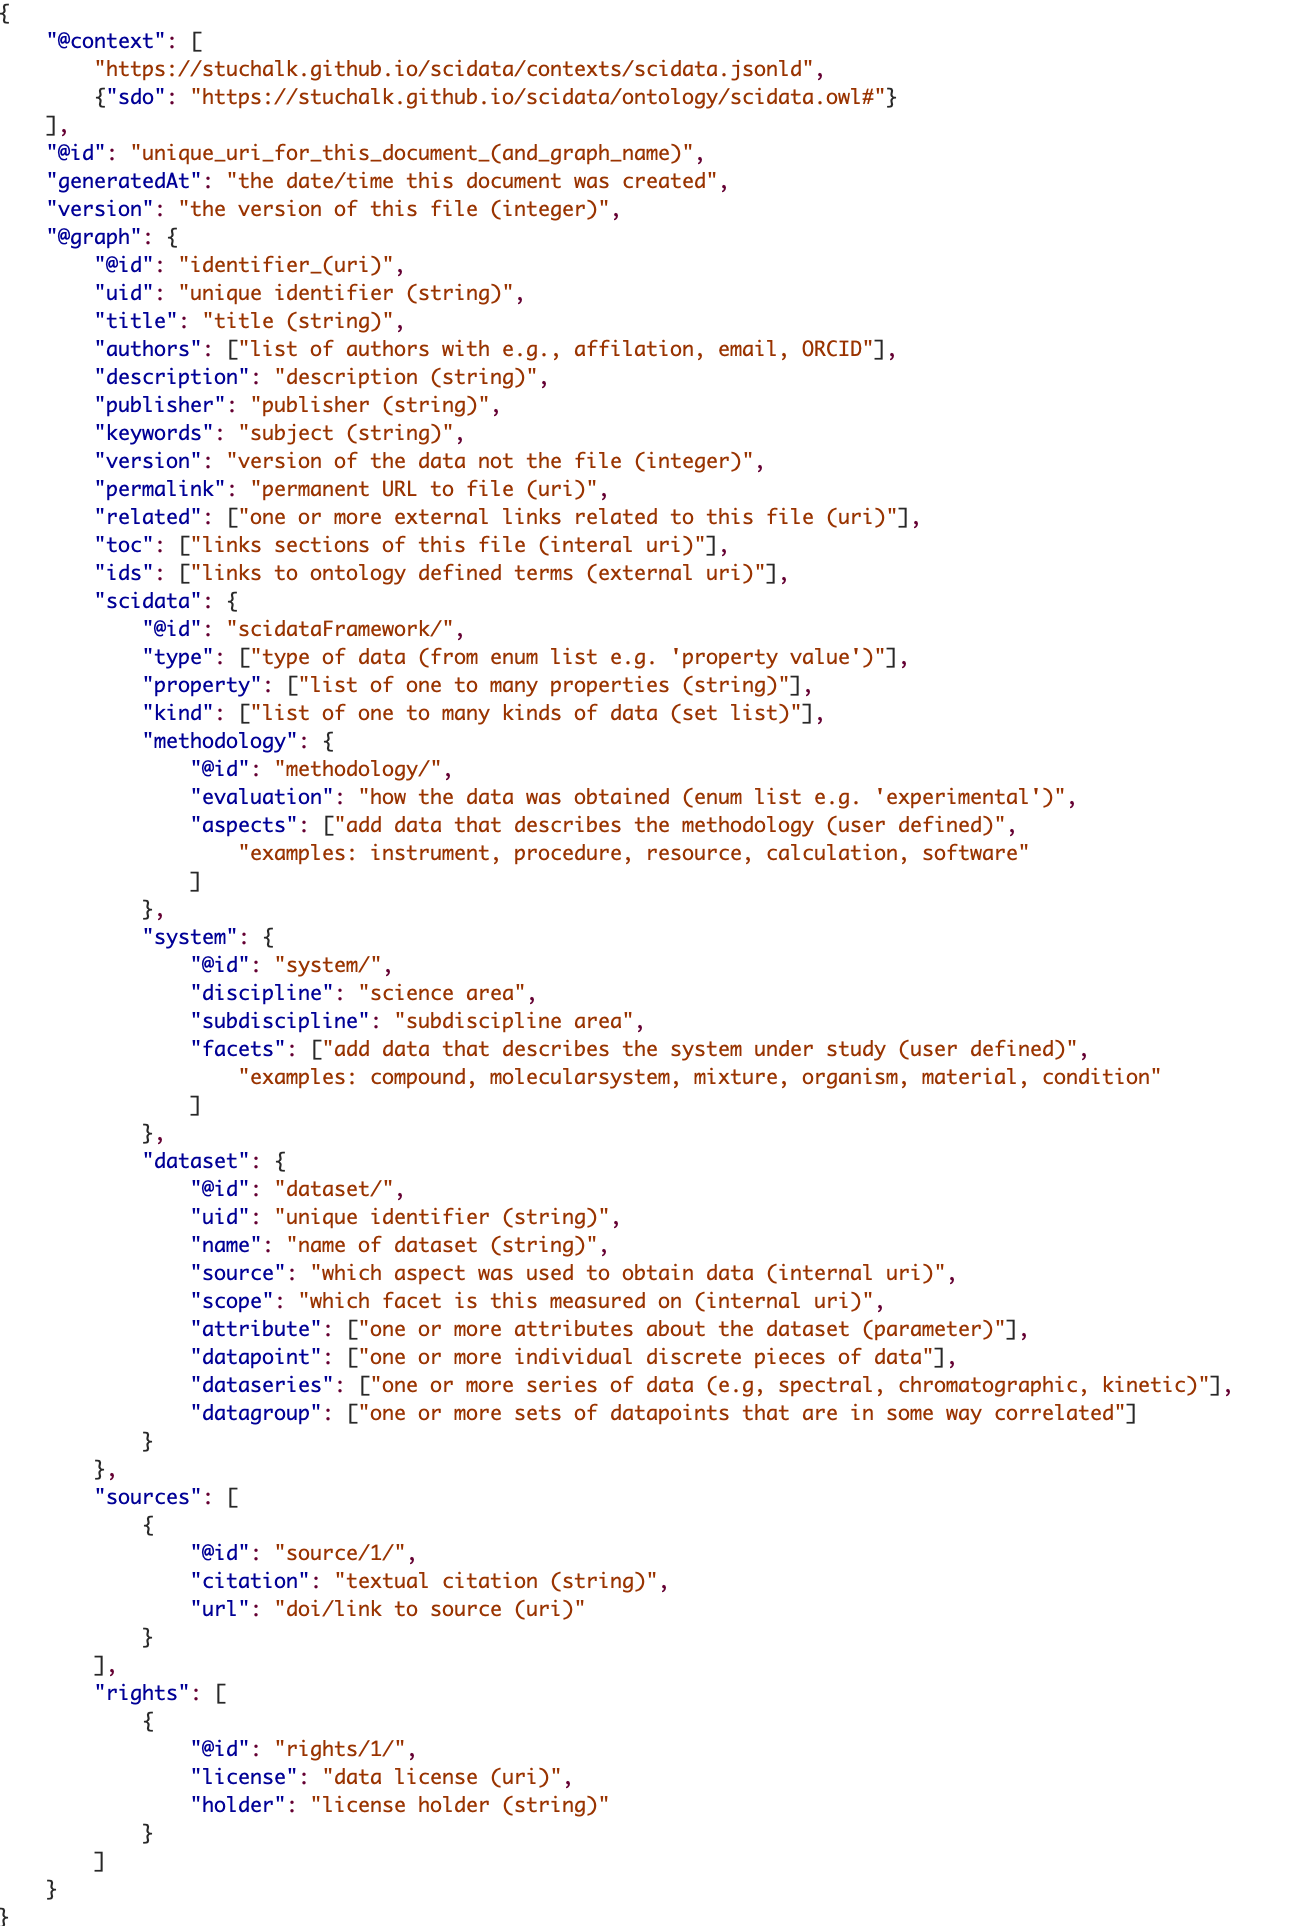 {
    "@context": [
        "https://stuchalk.github.io/scidata/contexts/scidata.jsonld",
        {"sdo": "https://stuchalk.github.io/scidata/ontology/scidata.owl#"}
    ],
    "@id": "unique_uri_for_this_document_(and_graph_name)",
    "generatedAt": "the date/time this document was created",
    "version": "the version of this file (integer)",
    "@graph": {
        "@id": "identifier_(uri)",
        "uid": "unique identifier (string)",
        "title": "title (string)",
        "authors": ["list of authors with e.g., affilation, email, ORCID"],
        "description": "description (string)",
        "publisher": "publisher (string)",
        "keywords": "subject (string)",
        "version": "version of the data not the file (integer)",
        "permalink": "permanent URL to file (uri)",
        "related": ["one or more external links related to this file (uri)"],
        "toc": ["links sections of this file (interal uri)"],
        "ids": ["links to ontology defined terms (external uri)"],
        "scidata": {
            "@id": "scidataFramework/",
            "type": ["type of data (from enum list e.g. 'property value')"],
            "property": ["list of one to many properties (string)"],
            "kind": ["list of one to many kinds of data (set list)"],
            "methodology": {
                "@id": "methodology/",
                "evaluation": "how the data was obtained (enum list e.g. 'experimental')",
                "aspects": ["add data that describes the methodology (user defined)",
                    "examples: instrument, procedure, resource, calculation, software"
                ]
            },
            "system": {
                "@id": "system/",
                "discipline": "science area",
                "subdiscipline": "subdiscipline area",
                "facets": ["add data that describes the system under study (user defined)",
                    "examples: compound, molecularsystem, mixture, organism, material, condition"
                ]
            },
            "dataset": {
                "@id": "dataset/",
                "uid": "unique identifier (string)",
                "name": "name of dataset (string)",
                "source": "which aspect was used to obtain data (internal uri)",
                "scope": "which facet is this measured on (internal uri)",
                "attribute": ["one or more attributes about the dataset (parameter)"],
                "datapoint": ["one or more individual discrete pieces of data"],
                "dataseries": ["one or more series of data (e.g, spectral, chromatographic, kinetic)"],
                "datagroup": ["one or more sets of datapoints that are in some way correlated"]
            }
        },
        "sources": [
            {
                "@id": "source/1/",
                "citation": "textual citation (string)",
                "url": "doi/link to source (uri)"
            }
        ],
        "rights": [
            {
                "@id": "rights/1/",
                "license": "data license (uri)",
                "holder": "license holder (string)"
            }
        ]
    }
}